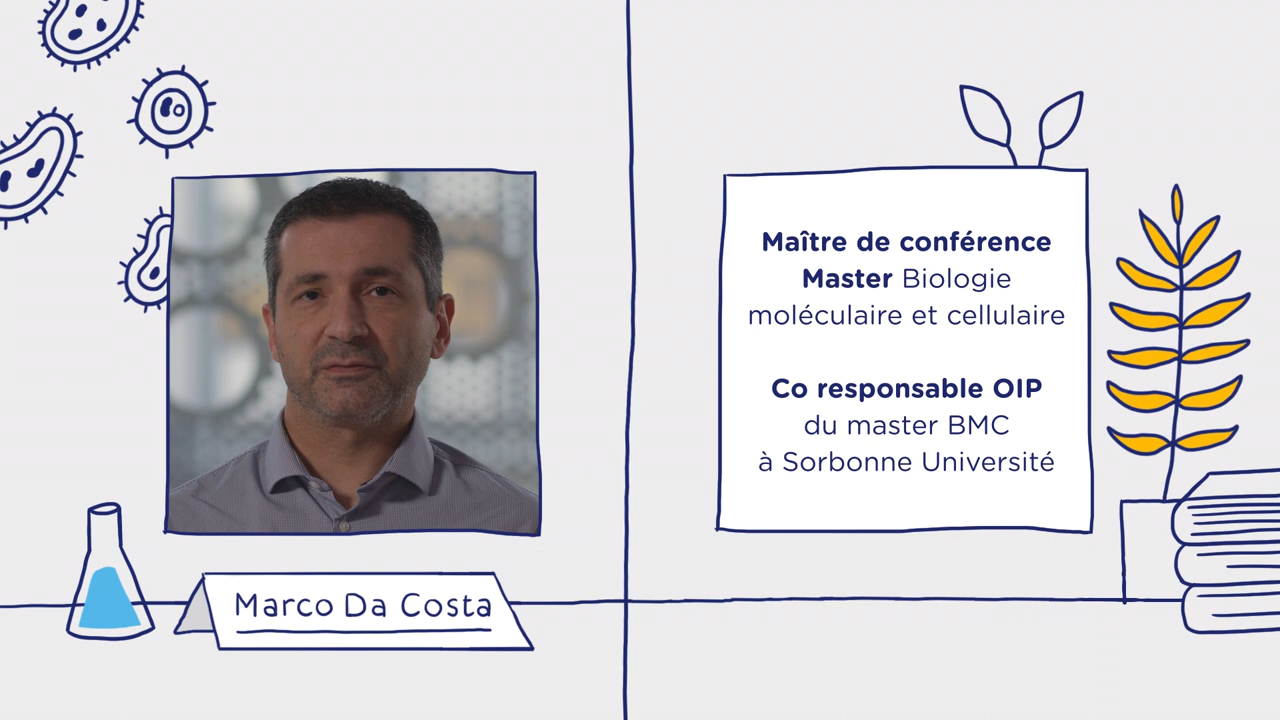 Marco Da Costa
Maître de conférence
Master Biologie
moléculaire et cellulaire
Co responsable OIP
du master BMC
à Sorbonne Université